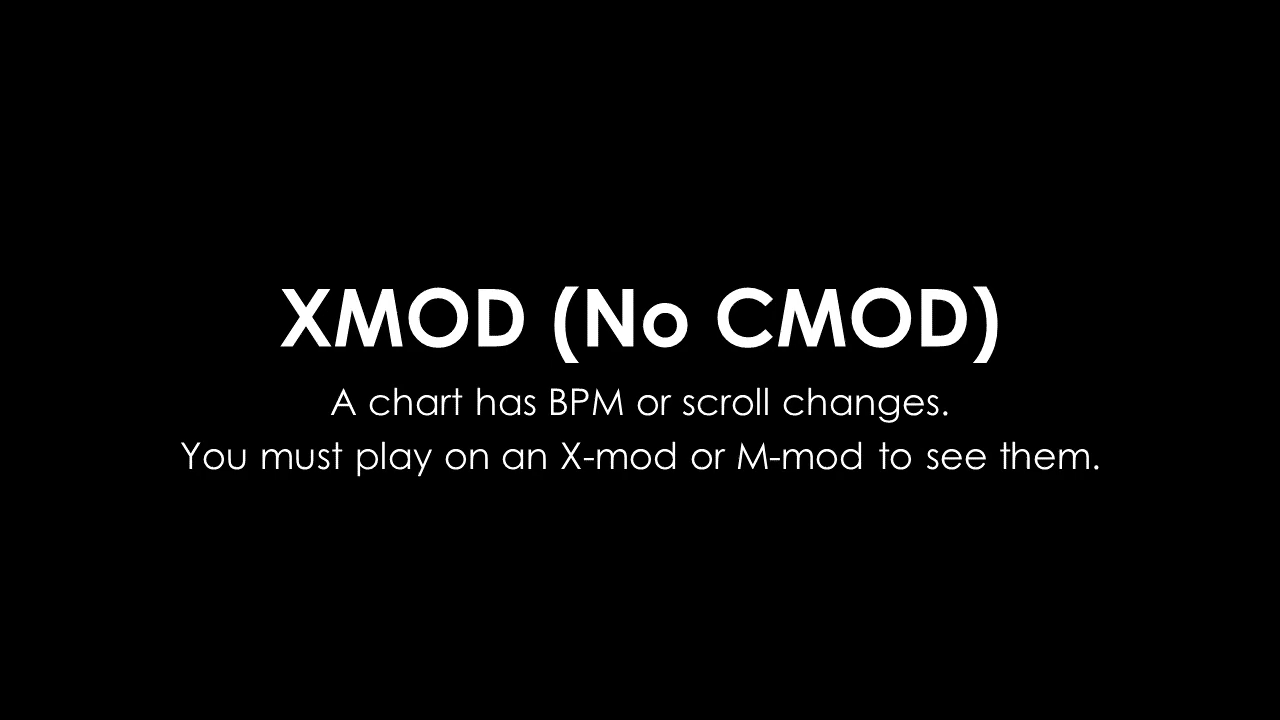 XMOD (No CMOD)
A chart has BPM or scroll changes.
You must play on an X-mod or M-mod to see them.